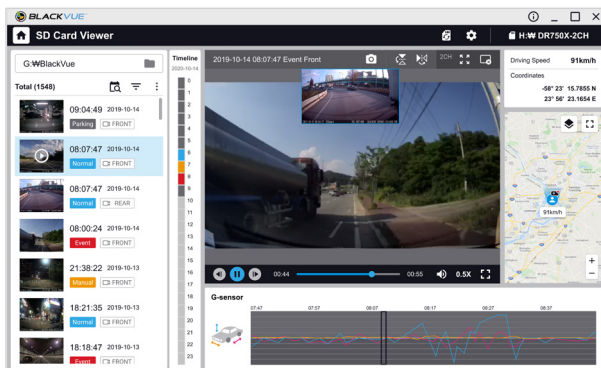 BLACKVUE
SD Card Viewer
H:₩ DR750X-2CH
G:₩BlackVue
Total (1548)
09:04:49 2019-10-14
Parking FRONT
08:07:47 2019-10-14
Normal FRONT
08:07:47 2019-10-14
Normal REAR
08:00:24 2019-10-14
Event FRONT
21:38:22 2019-10-13
Manual FRONT
18:21:35 2019-10-13
Normal FRONT
18:18:47 2019-10-13
Event FRONT
Timeline
2020-10-14
0
1
2
3
4
5
6
7
8
9
10
11
12
13
14
15
16
17
18
19
20
21
22
23
2019-10-14 08:07:47 Event Front
2CH
00:44
00:55
0.5X
G-sensor
07:47 07:57 08:07 08:17 08:27 08:37
Driving Speed 91km/h
Coordinates
-58° 23' 15.7855 N
23° 56' 23.1654 E
91km/h
+
−